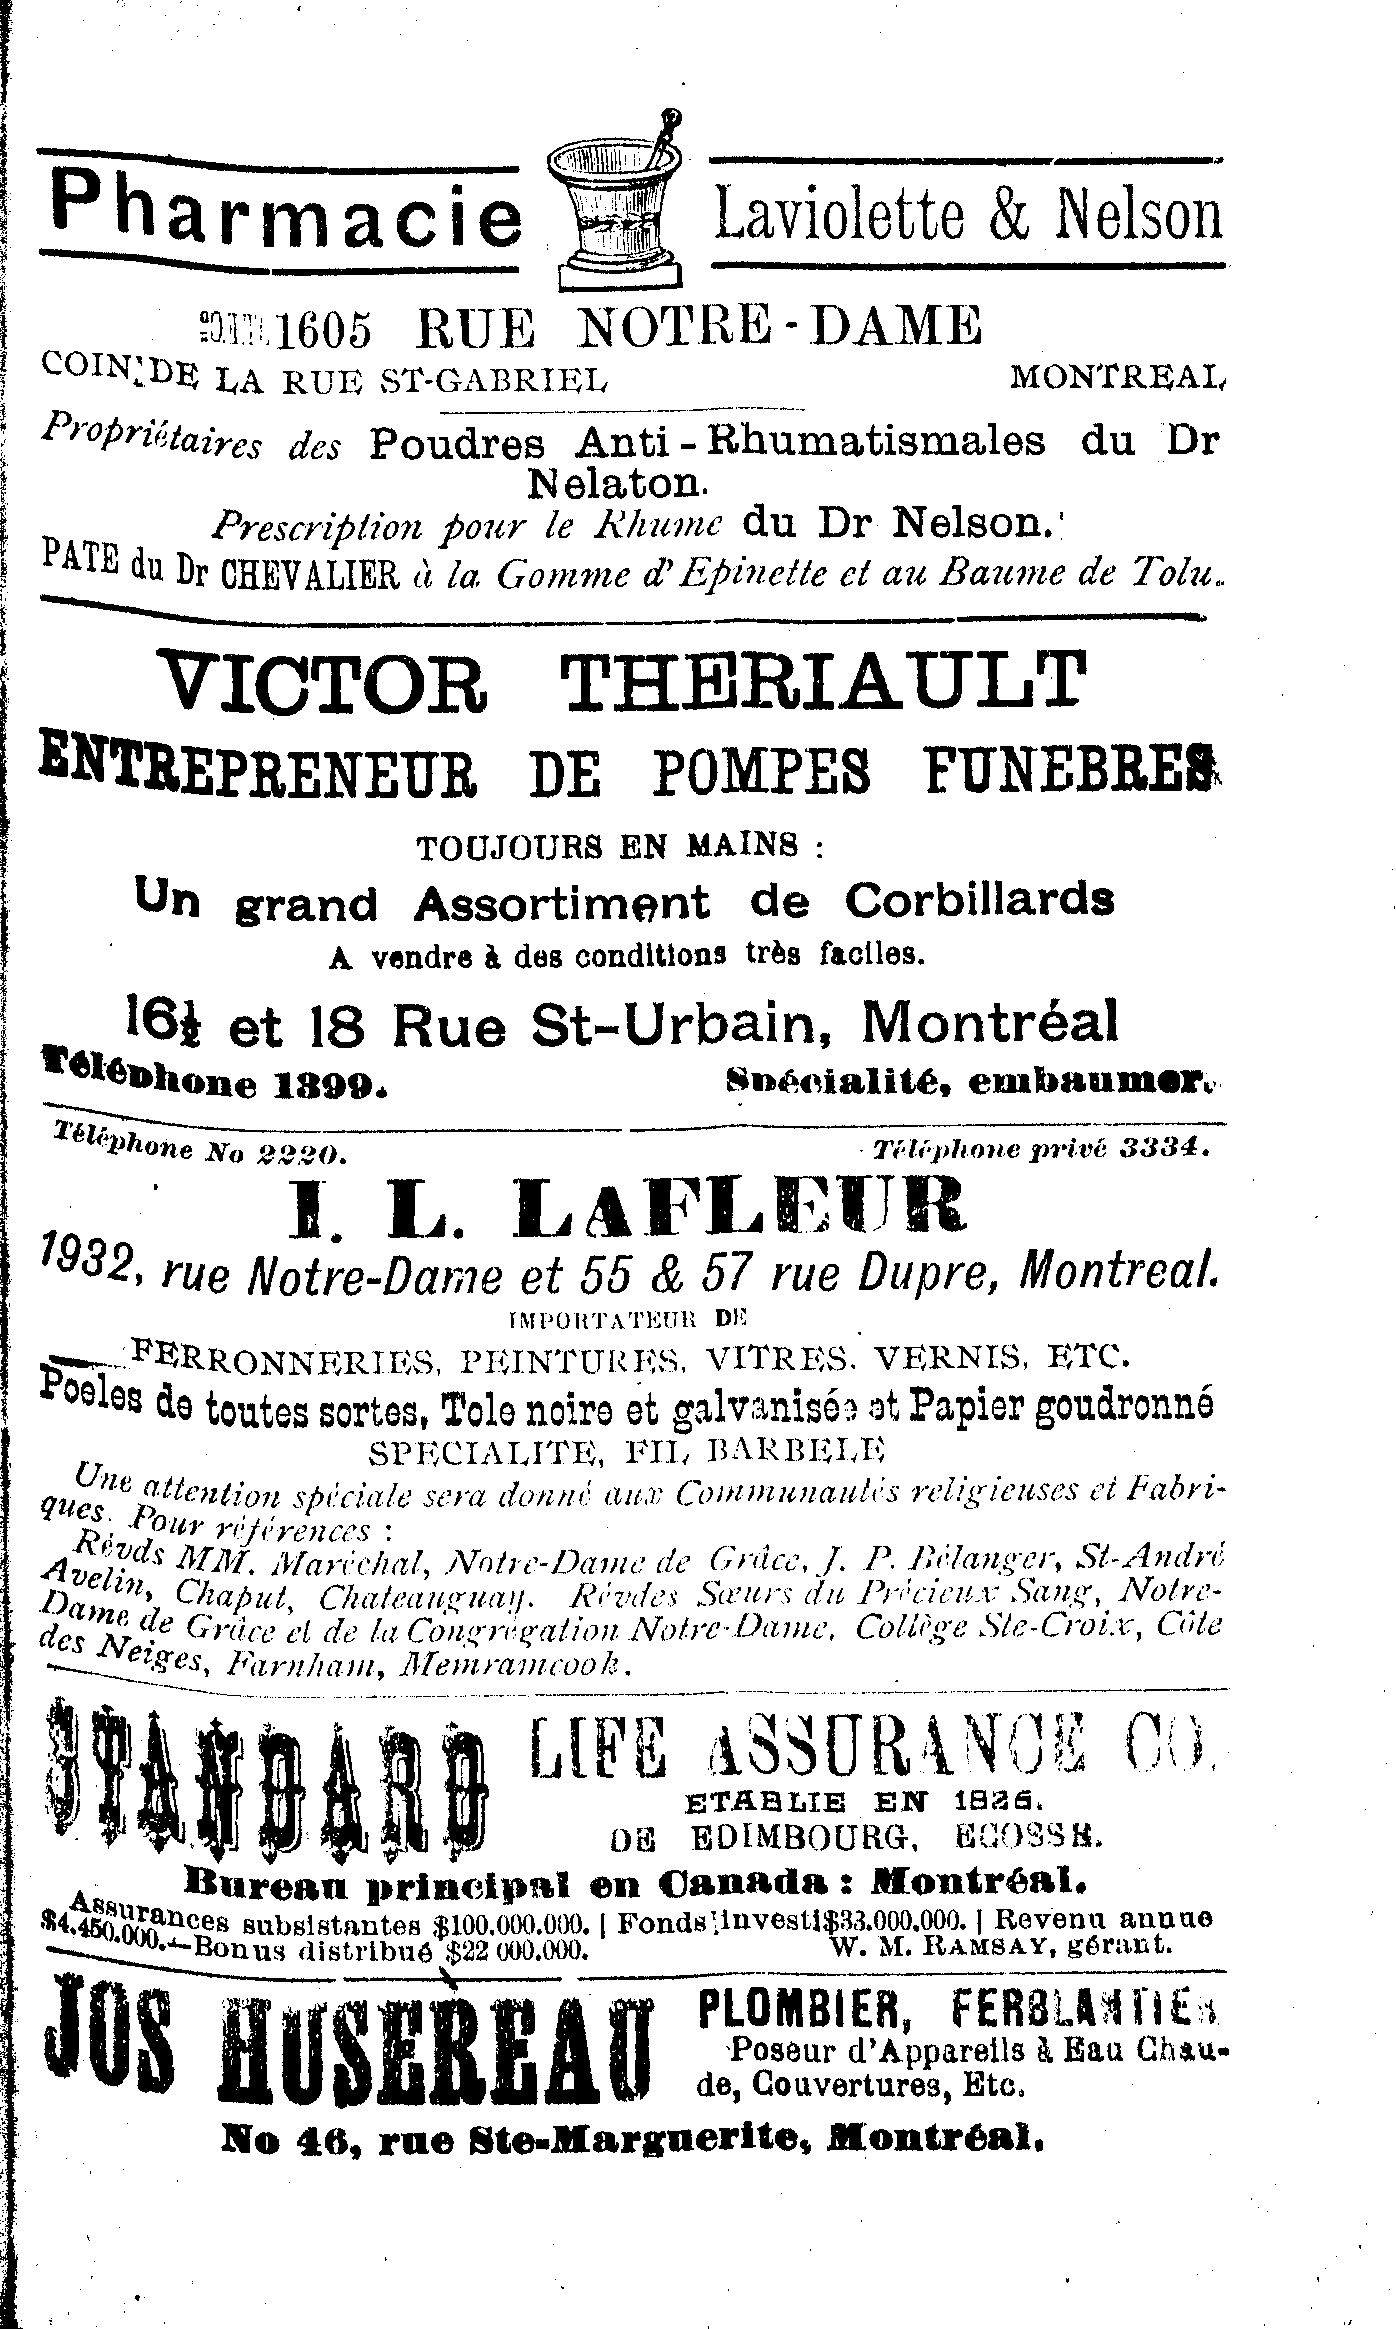 Pharmacie Laviolette & Nelson
1605 RUE NOTRE-DAME
COIN DE LA RUE ST-GABRIEL MONTREAL
Propriétaires des Poudres Anti-Rhumatismales du Dr
Nelaton.
Prescription pour le Rhume du Dr Nelson.
PATE du Dr CHEVALIER à la Gomme d'Epinette et au Baume de Tolu.
VICTOR THERIAULT
ENTREPRENEUR DE POMPES FUNEBRES
TOUJOURS EN MAINS :
Un grand Assortiment de Corbillards
A vendre à des conditions très faciles.
16½ et 18 Rue St-Urbain, Montréal
Téléphone 1399. Spécialité, embaumer.
Téléphone No 2220. Téléphone privé 3334.
I. L. LAFLEUR
1932, rue Notre-Dame et 55 & 57 rue Dupre, Montreal.
IMPORTATEUR DE
FERRONNERIES, PEINTURES, VITRES, VERNIS, ETC.
Poeles de toutes sortes, Tole noire et galvanisée et Papier goudronné
SPECIALITE, FIL BARBELE
Une attention spéciale sera donné aux Communautés religieuses et Fabri-
ques. Pour références :
Révds MM. Maréchal, Notre-Dame de Grâce, J. P. Bélanger, St-André
Avelin, Chaput, Chateauguay. Révdes Sœurs du Précieux Sang, Notre-
Dame de Grâce et de la Congrégation Notre-Dame, Collège Ste-Croix, Côte
des Neiges, Farnham, Memramcook.
STANDARD LIFE ASSURANCE CO.
ETABLIE EN 1825.
DE EDIMBOURG, ECOSSE.
Bureau principal en Canada : Montréal.
Assurances subsistantes $100.000.000. | Fonds investi $33.000.000. | Revenu annue
$4.450.000.—Bonus distribué $22 000.000. W. M. RAMSAY, gérant.
JOS HUSEREAU PLOMBIER, FERBLANTIER
Poseur d'Appareils à Eau Chau-
de, Couvertures, Etc.
No 46, rue Ste-Marguerite, Montréal.